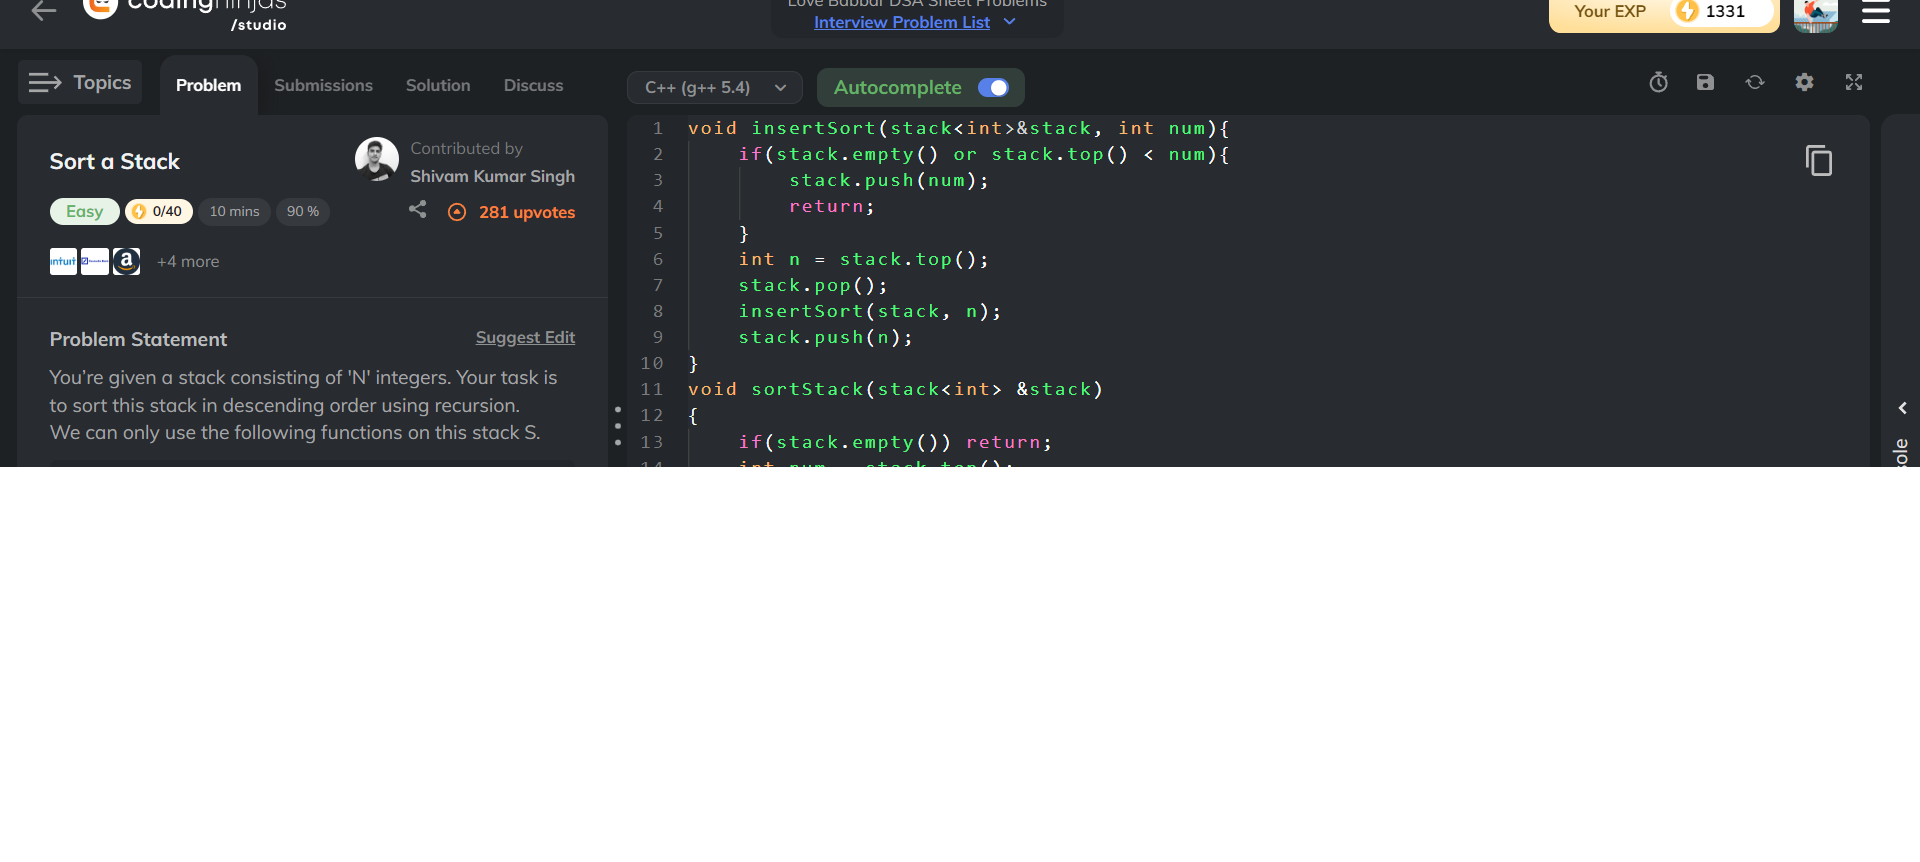 codingninjas
/studio
Love Babbar DSA Sheet Problems
Interview Problem List
Your EXP 1331
Topics Problem Submissions Solution Discuss
C++ (g++ 5.4) Autocomplete
Sort a Stack
Contributed by
Shivam Kumar Singh
Easy 0/40 10 mins 90 %
281 upvotes
intuit a +4 more
Problem Statement Suggest Edit
You're given a stack consisting of 'N' integers. Your task is
to sort this stack in descending order using recursion.
We can only use the following functions on this stack S.
1 void insertSort(stack<int>&stack, int num){
2 if(stack.empty() or stack.top() < num){
3 stack.push(num);
4 return;
5 }
6 int n = stack.top();
7 stack.pop();
8 insertSort(stack, n);
9 stack.push(n);
10 }
11 void sortStack(stack<int> &stack)
12 {
13 if(stack.empty()) return;
14 int num = stack.top();